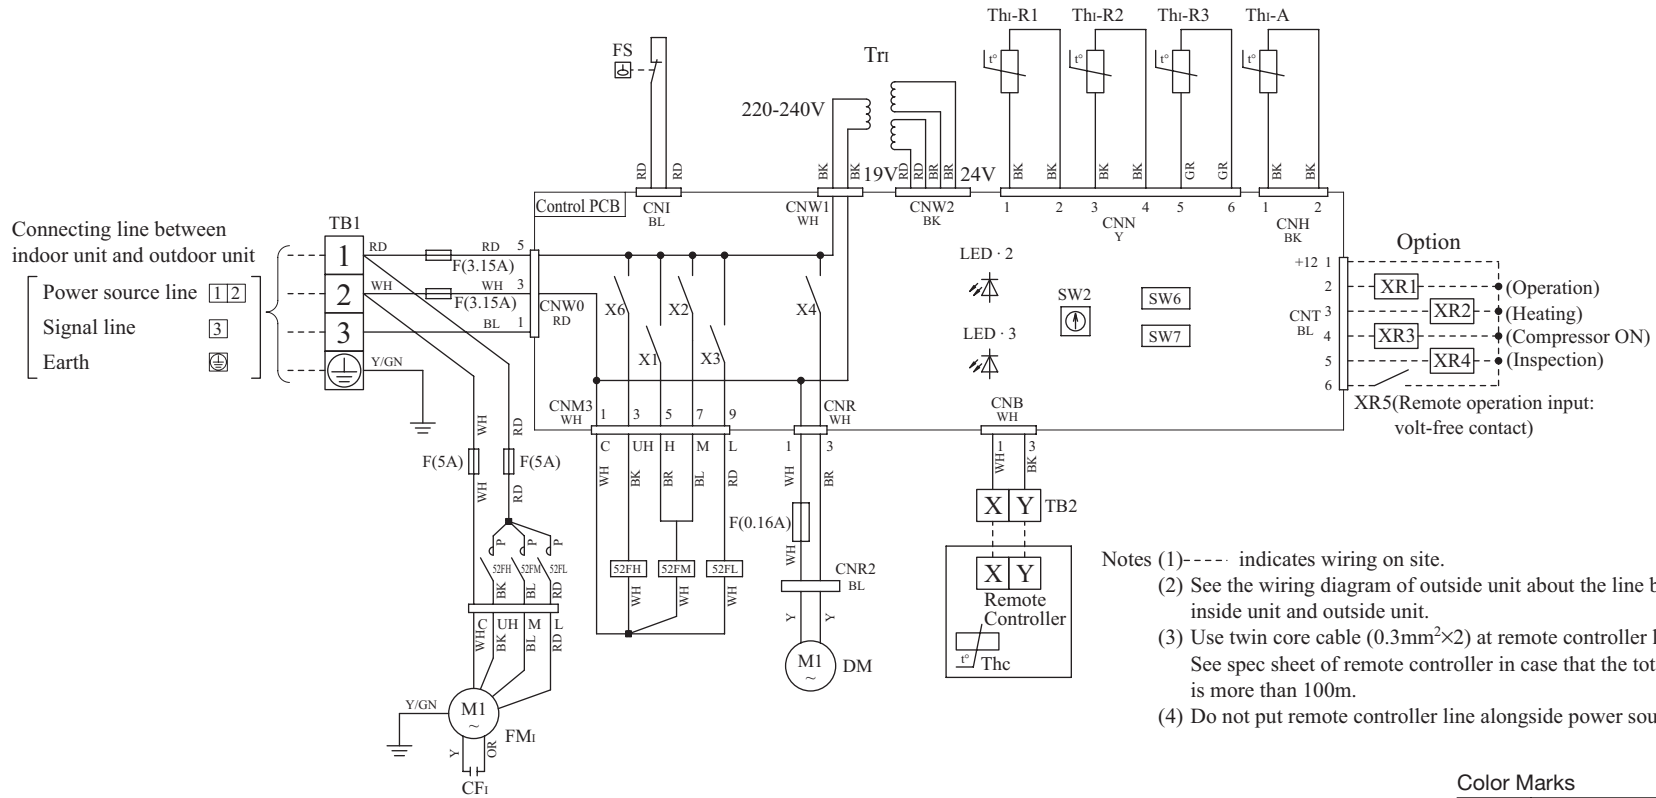 ThI-R1 ThI-R2 ThI-R3 ThI-A
FS
TrI
t° t° t° t°
220-240V
RD RD BK BK 19V RD RD BR BR 24V BK BK BK BK GR GR BK BK
Control PCB
CNI
BL
CNW1
WH
CNW2
BK
1 2 3 4 5 6
CNN
Y
1 2
CNH
BK
Connecting line between
indoor unit and outdoor unit
Power source line 1 2
Signal line 3
Earth
TB1
1 RD F(3.15A) RD 5
2 WH F(3.15A) WH 3
3 BL 1
Y/GN
CNW0
RD
X6 X2 X4
X1 X3
LED · 2
LED · 3
SW2
SW6
SW7
Option
+12 1
2 XR1 (Operation)
3 XR2 (Heating)
CNT
BL
4 XR3 (Compressor ON)
5 XR4 (Inspection)
6
XR5(Remote operation input:
volt-free contact)
CNM3
WH
1 3 5 7 9
C UH H M L
WH BK BR BL RD
CNR
WH
1 3
WH BR
CNB
WH
1 3
WH BK
WH RD
F(5A) F(5A)
WH RD
P P P
52FH 52FM 52FL
BK BL RD
C UH M L
WH BK BL RD
52FH 52FM 52FL
WH WH WH
F(0.16A)
WH
CNR2
BL
Y Y
M1
~
DM
X Y TB2
X Y
Remote
Controller
t° Thc
Y/GN
M1
~
FMI
Y OR
CFI
Notes (1)---- indicates wiring on site.
(2) See the wiring diagram of outside unit about the line b
inside unit and outside unit.
(3) Use twin core cable (0.3mm²×2) at remote controller l
See spec sheet of remote controller in case that the tot
is more than 100m.
(4) Do not put remote controller line alongside power sou
Color Marks